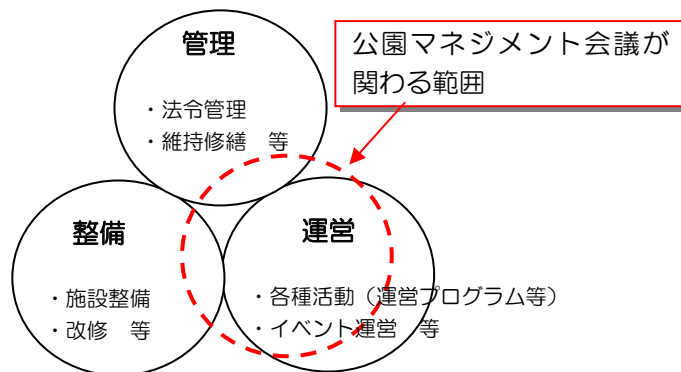 管理
・法令管理
・維持修繕　等
公園マネジメント会議が
関わる範囲
整備
・施設整備
・改修　等
運営
・各種活動（運営プログラム等）
・イベント運営　等